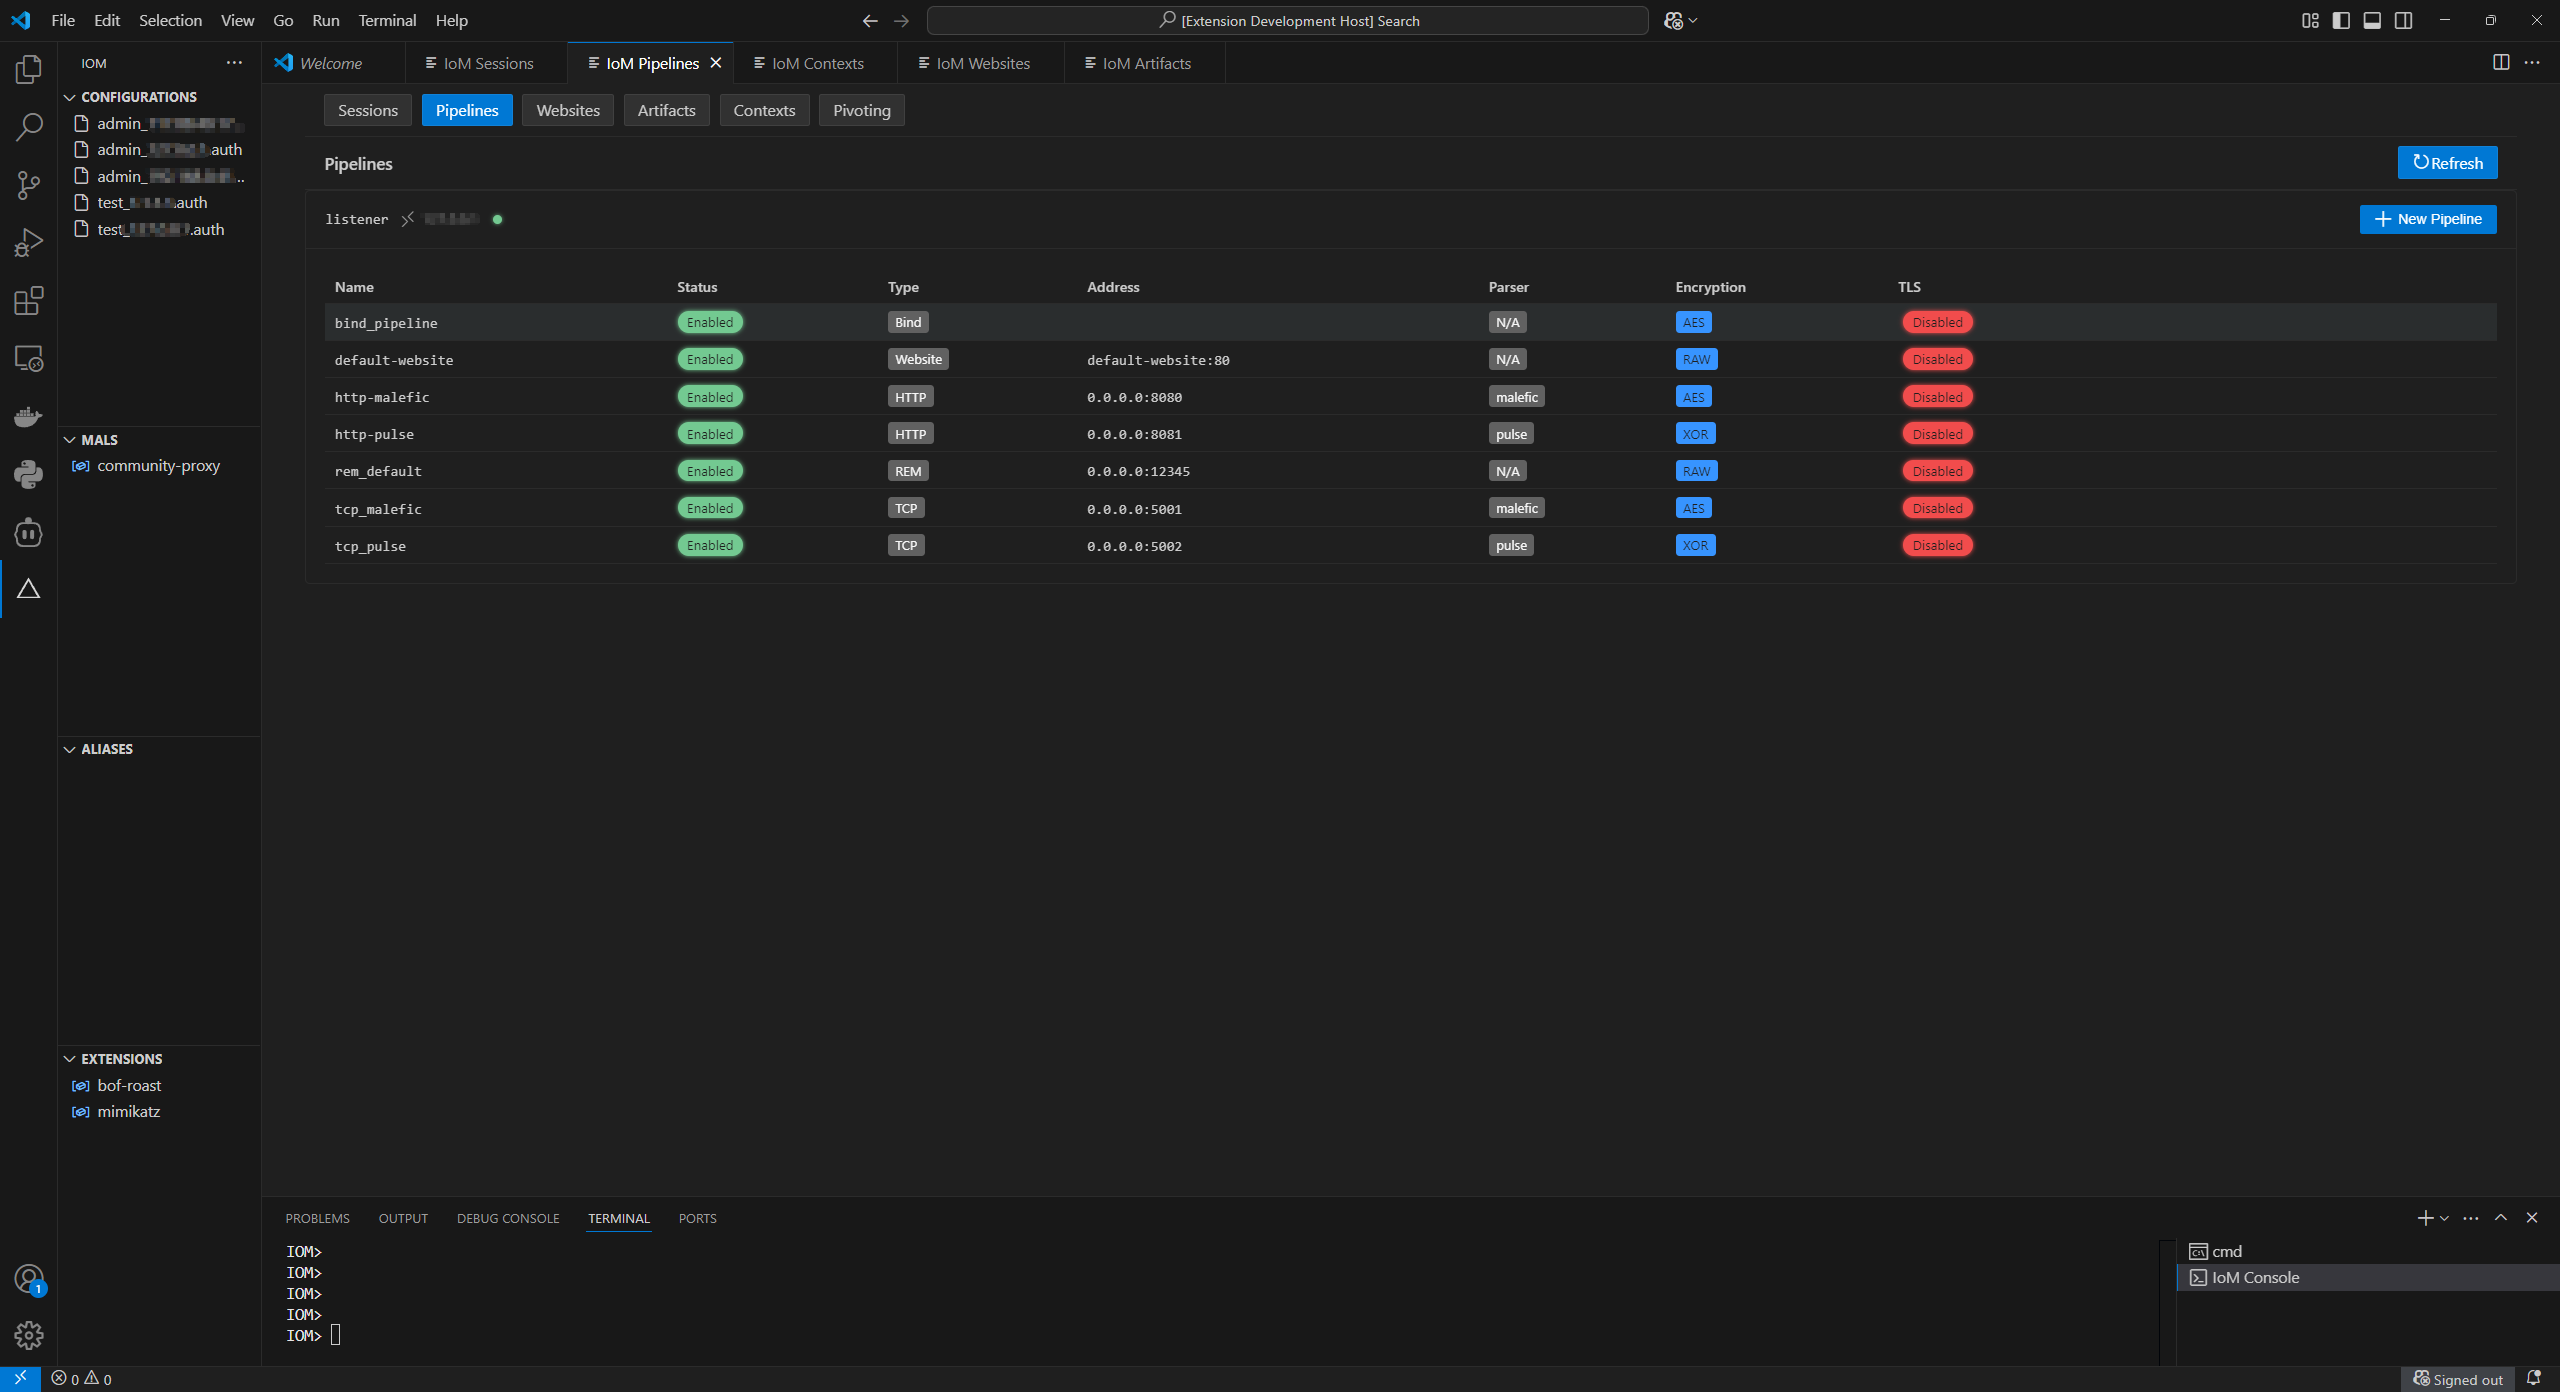 File Edit Selection View Go Run Terminal Help
[Extension Development Host] Search
IOM
Welcome
IoM Sessions
IoM Pipelines
IoM Contexts
IoM Websites
IoM Artifacts
CONFIGURATIONS
admin_
admin_ .auth
admin_ ..
test_ .auth
test_ .auth
MALS
community-proxy
ALIASES
EXTENSIONS
bof-roast
mimikatz
Sessions Pipelines Websites Artifacts Contexts Pivoting
Pipelines
Refresh
listener
New Pipeline
Name Status Type Address Parser Encryption TLS
bind_pipeline Enabled Bind N/A AES Disabled
default-website Enabled Website default-website:80 N/A RAW Disabled
http-malefic Enabled HTTP 0.0.0.0:8080 malefic AES Disabled
http-pulse Enabled HTTP 0.0.0.0:8081 pulse XOR Disabled
rem_default Enabled REM 0.0.0.0:12345 N/A RAW Disabled
tcp_malefic Enabled TCP 0.0.0.0:5001 malefic AES Disabled
tcp_pulse Enabled TCP 0.0.0.0:5002 pulse XOR Disabled
PROBLEMS OUTPUT DEBUG CONSOLE TERMINAL PORTS
IOM>
IOM>
IOM>
IOM>
IOM>
cmd
IoM Console
1
0 0
Signed out